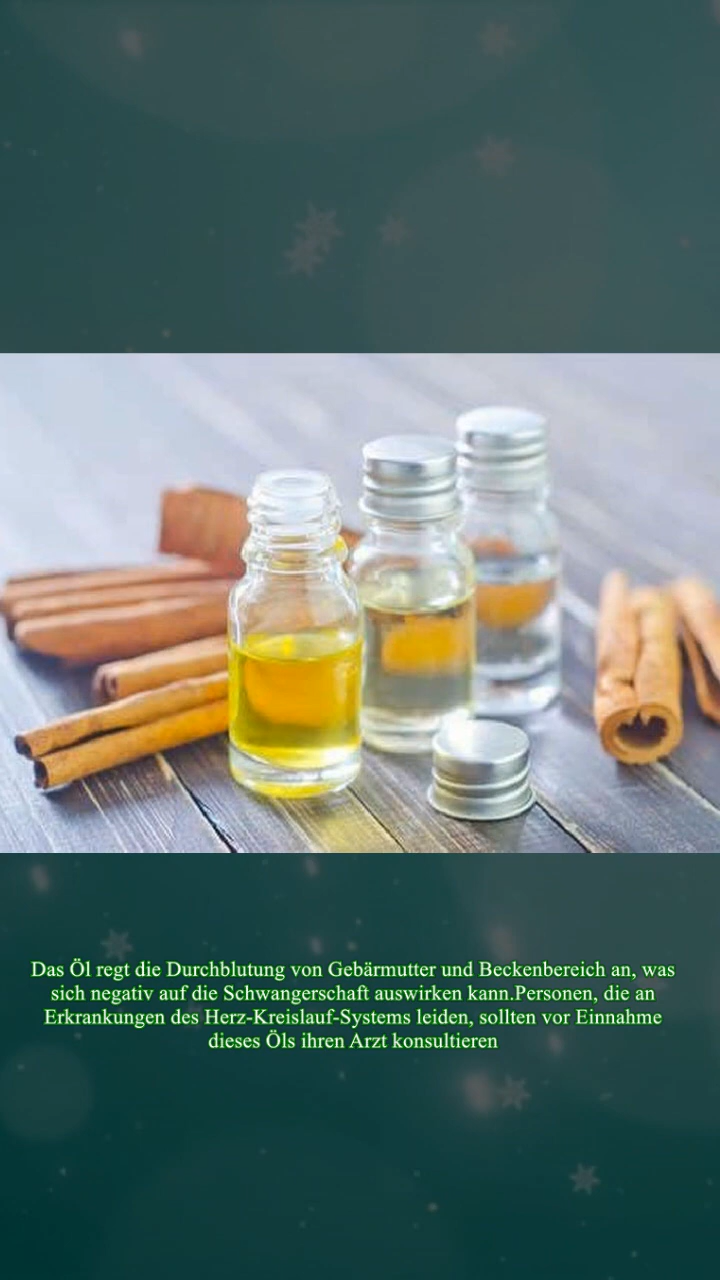 Das Öl regt die Durchblutung von Gebärmutter und Beckenbereich an, was
sich negativ auf die Schwangerschaft auswirken kann.Personen, die an
Erkrankungen des Herz-Kreislauf-Systems leiden, sollten vor Einnahme
dieses Öls ihren Arzt konsultieren